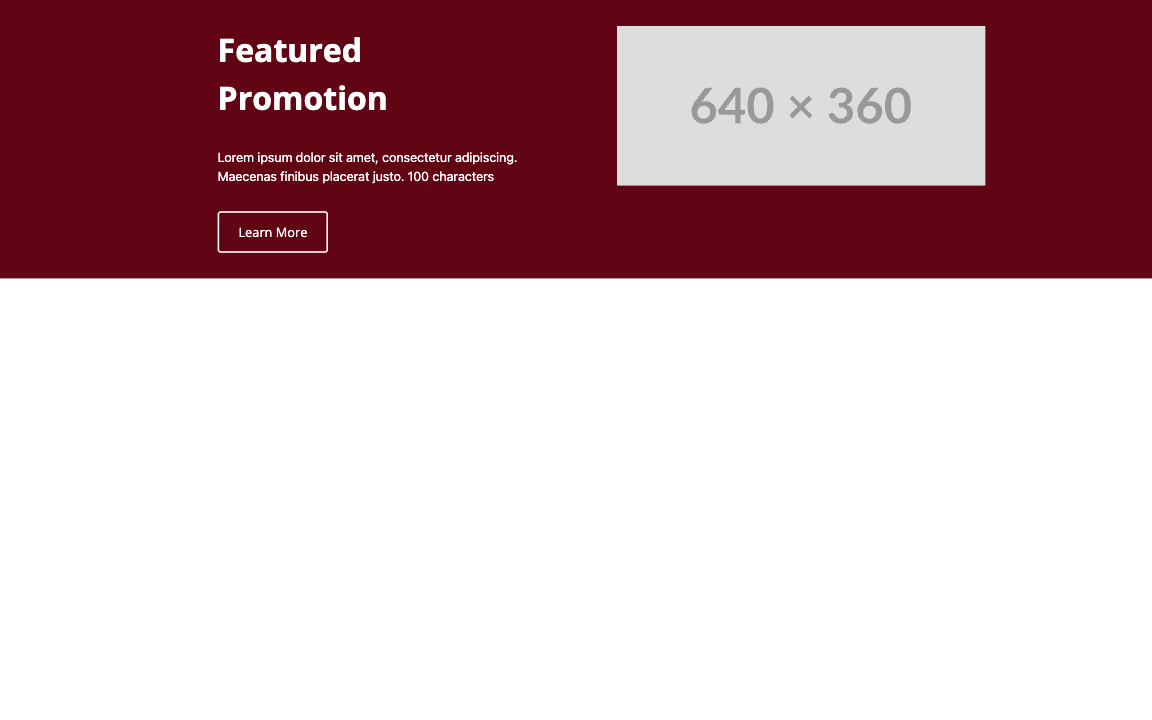 Featured
Promotion
Lorem ipsum dolor sit amet, consectetur adipiscing.
Maecenas finibus placerat justo. 100 characters
Learn More
640 × 360